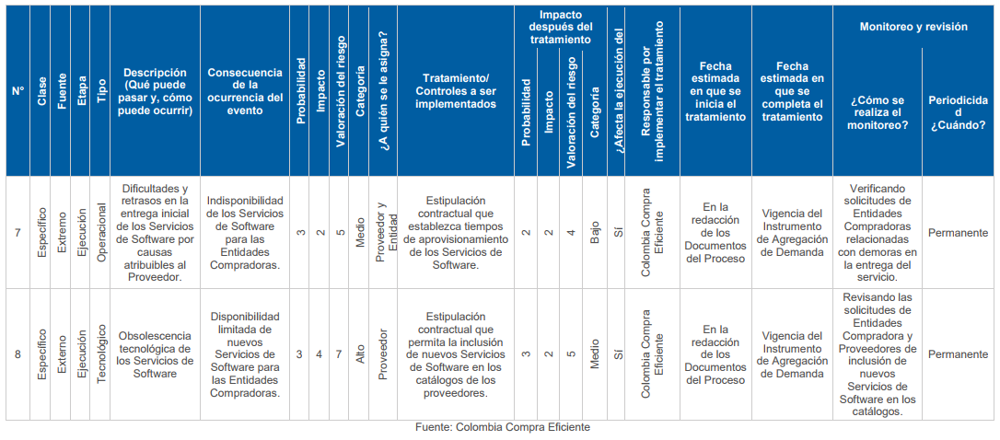 N°
Clase
Fuente
Etapa
Tipo
Descripción
(Qué puede
pasar y, cómo
puede ocurrir)
Consecuencia
de la
ocurrencia del
evento
Probabilidad
Impacto
Valoración del riesgo
Categoría
¿A quién se le asigna?
Tratamiento/
Controles a ser
implementados
Impacto
después del
tratamiento
Probabilidad
Impacto
Valoración del riesgo
Categoría
¿Afecta la ejecución del
Responsable por
implementar el tratamiento
Fecha
estimada
en que se
inicia el
tratamiento
Fecha
estimada en
que se
completa el
tratamiento
Monitoreo y revisión
¿Cómo se
realiza el
monitoreo?
Periodicida
d
¿Cuándo?
7
Específico
Extremo
Ejecución
Operacional
Dificultades y
retrasos en la
entrega inicial
de los Servicios
de Software por
causas
atribuibles al
Proveedor.
Indisponibilidad
de los Servicios
de Software
para las
Entidades
Compradoras.
3
2
5
Medio
Proveedor y
Entidad
Estipulación
contractual que
establezca tiempos
de aprovisionamiento
de los Servicios de
Software.
2
2
4
Bajo
Sí
Colombia Compra
Eficiente
En la
redacción
de los
Documentos
del Proceso
Vigencia del
Instrumento
de Agregación
de Demanda
Verificando
solicitudes de
Entidades
Compradoras
relacionadas
con demoras en
la entrega del
servicio.
Permanente
8
Específico
Externo
Ejecución
Tecnológico
Obsolescencia
tecnológica de
los Servicios de
Software
Disponibilidad
limitada de
nuevos
Servicios de
Software para
las Entidades
Compradoras.
3
4
7
Alto
Proveedor
Estipulación
contractual que
permita la inclusión
de nuevos Servicios
de Software en los
catálogos de los
proveedores.
3
2
5
Medio
Sí
Colombia Compra
Eficiente
En la
redacción
de los
Documentos
del Proceso
Vigencia del
Instrumento
de Agregación
de Demanda
Revisando las
solicitudes de
Entidades
Compradora y
Proveedores de
inclusión de
nuevos
Servicios de
Software en los
catálogos.
Permanente
Fuente: Colombia Compra Eficiente